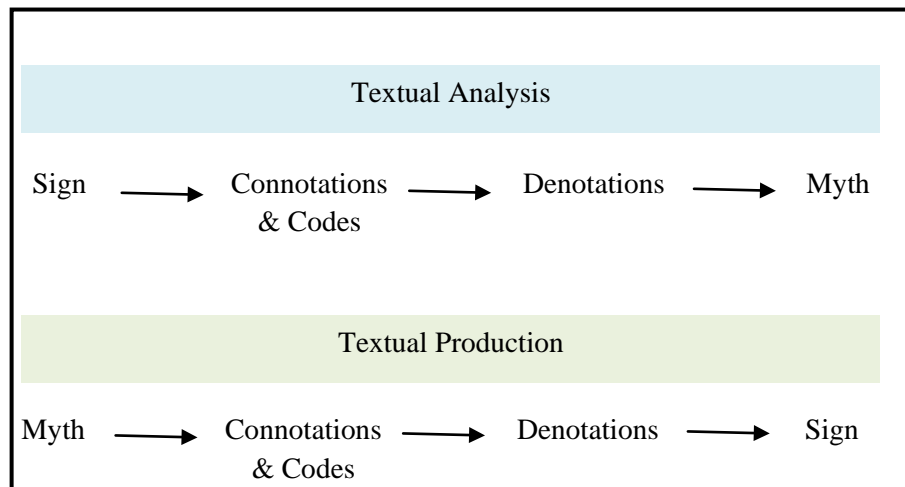 Textual Analysis
Sign Connotations Denotations Myth
& Codes
Textual Production
Myth Connotations Denotations Sign
& Codes